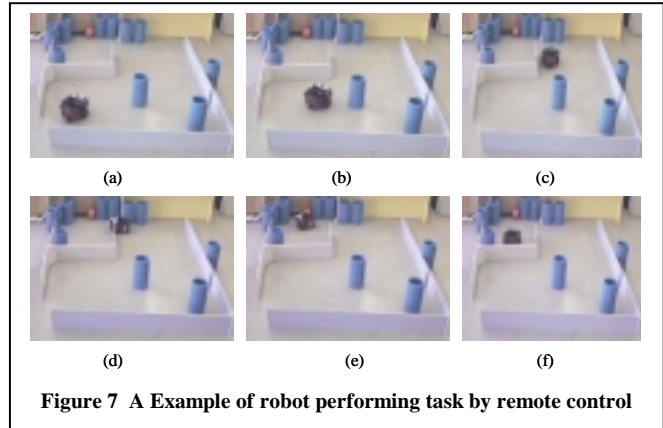 (a) (b) (c)
(d) (e) (f)
Figure 7 A Example of robot performing task by remote control